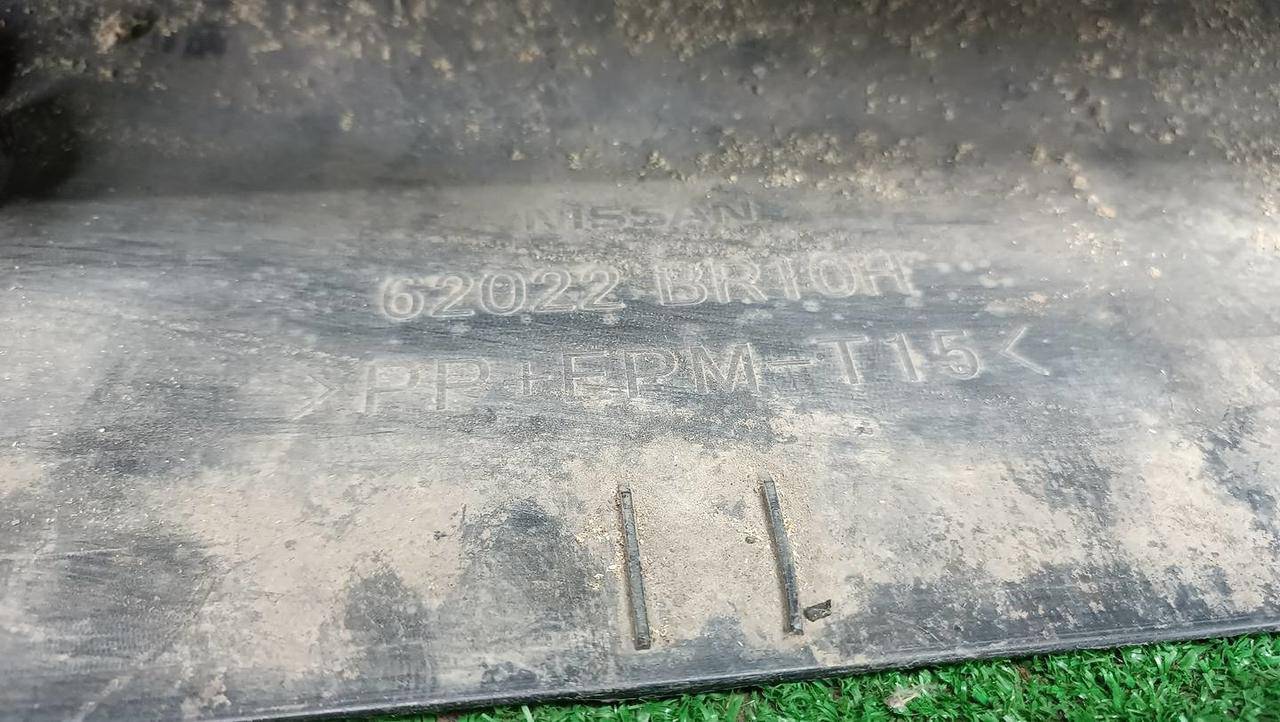 NISSAN
62022 BR10H
>PP+EPM-T15<